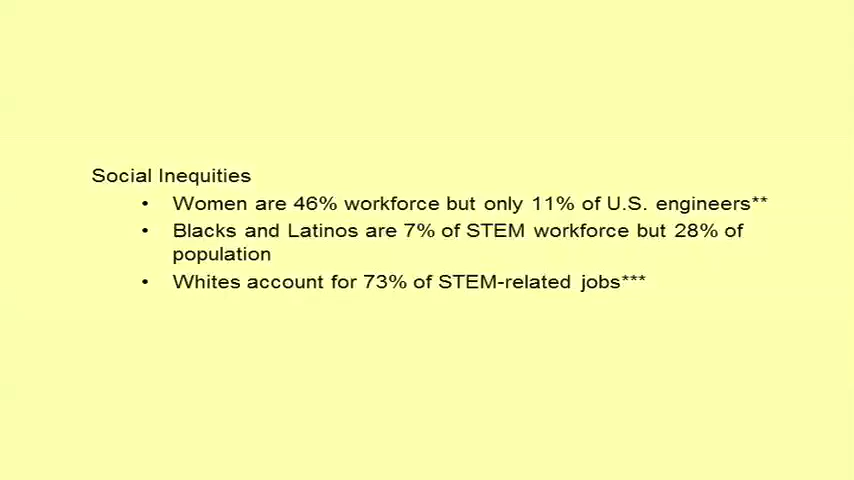 Social Inequities
• Women are 46% workforce but only 11% of U.S. engineers**
• Blacks and Latinos are 7% of STEM workforce but 28% of
population
• Whites account for 73% of STEM-related jobs***